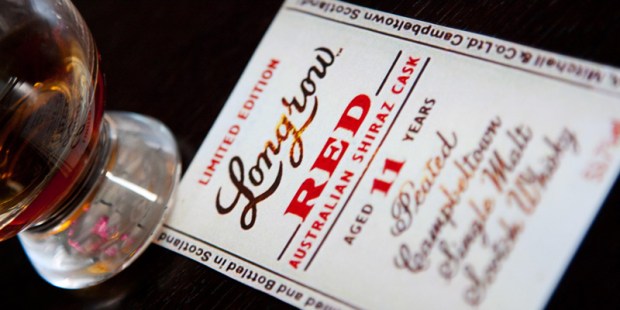 Mitchell & Co.Ltd. Campbeltown Scotland
LIMITED EDITION
Longrow™
RED
AUSTRALIAN SHIRAZ CASK
AGED 11 YEARS
Peated
Campbeltown
Single Malt
Scotch Whisky
and Bottled in Scotland